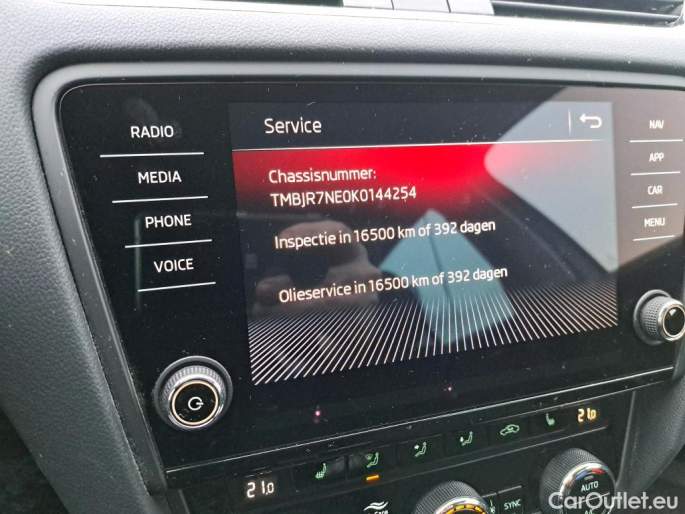 RADIO
MEDIA
PHONE
VOICE
Service
Chassisnummer:
TMBJR7NE0K0144254
Inspectie in 16500 km of 392 dagen
Olieservice in 16500 km of 392 dagen
NAV
APP
CAR
MENU
21.0
21.0
SYNC
AUTO
CarOutlet.eu